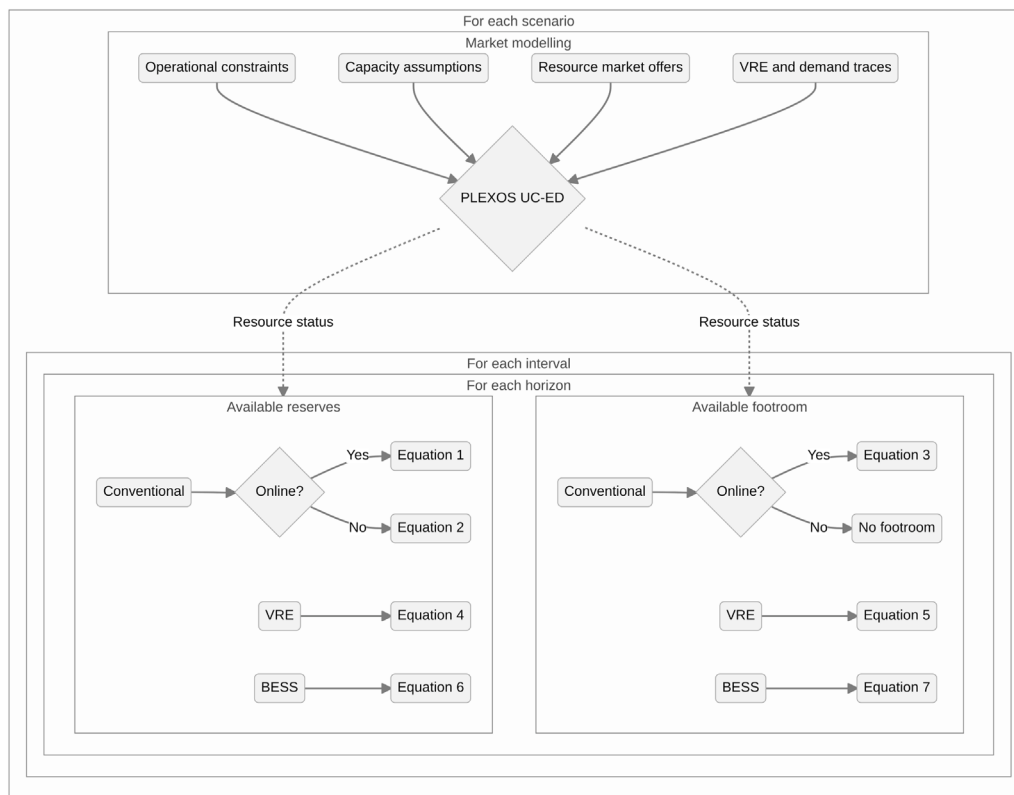 For each scenario
Market modelling
Operational constraints
Capacity assumptions
Resource market offers
VRE and demand traces
PLEXOS UC-ED
Resource status
Resource status
For each interval
For each horizon
Available reserves
Conventional
Online?
Yes
Equation 1
No
Equation 2
VRE
Equation 4
BESS
Equation 6
Available footroom
Conventional
Online?
Yes
Equation 3
No
No footroom
VRE
Equation 5
BESS
Equation 7